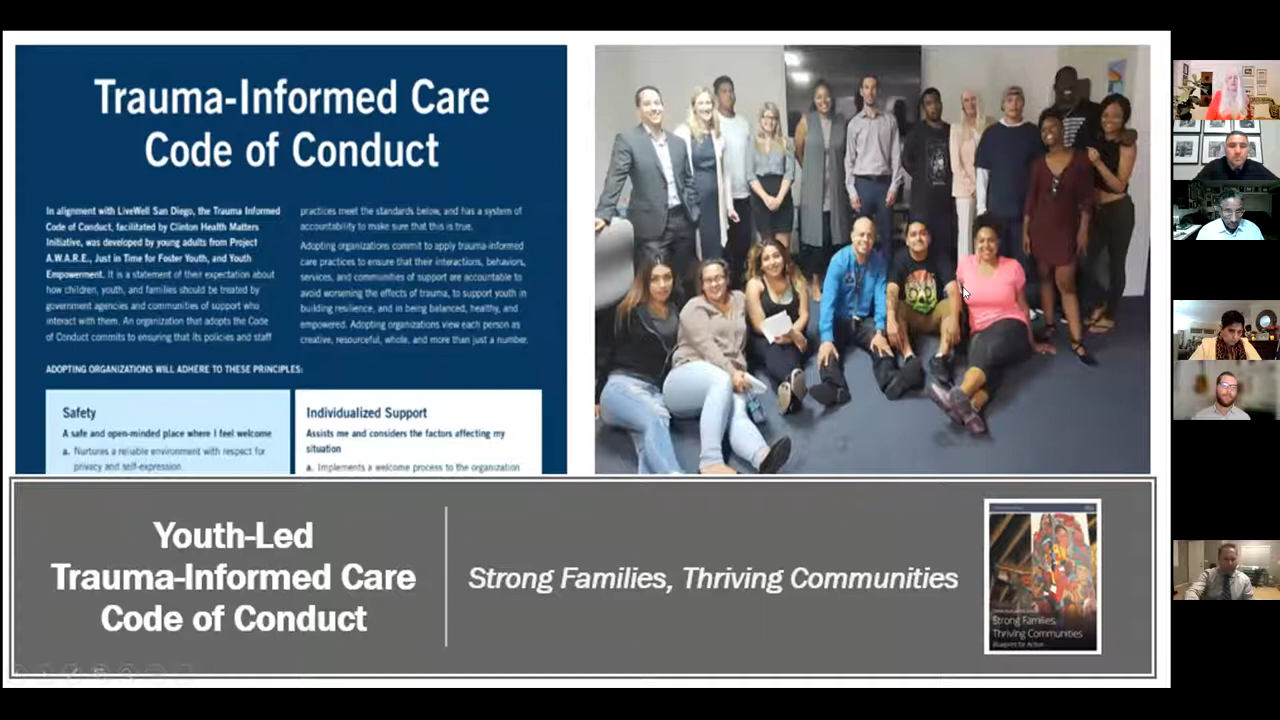 Trauma-Informed Care
Code of Conduct
In alignment with LiveWell San Diego, the Trauma Informed
Code of Conduct, facilitated by Clinton Health Matters
Initiative, was developed by young adults from Project
A.W.A.R.E., Just in Time for Foster Youth, and Youth
Empowerment. It is a statement of their expectation about
how children, youth, and families should be treated by
government agencies and communities of support who
interact with them. An organization that adopts the Code
of Conduct commits to ensuring that its policies and staff
practices meet the standards below, and has a system of
accountability to make sure that this is true.
Adopting organizations commit to apply trauma-informed
care practices to ensure that their interactions, behaviors,
services, and communities of support are accountable to
avoid worsening the effects of trauma, to support youth in
building resilience, and in being balanced, healthy, and
empowered. Adopting organizations view each person as
creative, resourceful, whole, and more than just a number.
ADOPTING ORGANIZATIONS WILL ADHERE TO THESE PRINCIPLES:
Safety
A safe and open-minded place where I feel welcome
a. Nurtures a reliable environment with respect for
privacy and self-expression.
Individualized Support
Assists me and considers the factors affecting my
situation
a. Implements a welcome process to the organization
Youth-Led
Trauma-Informed Care
Code of Conduct
Strong Families, Thriving Communities
Strong Families,
Thriving Communities
Blueprint for Action